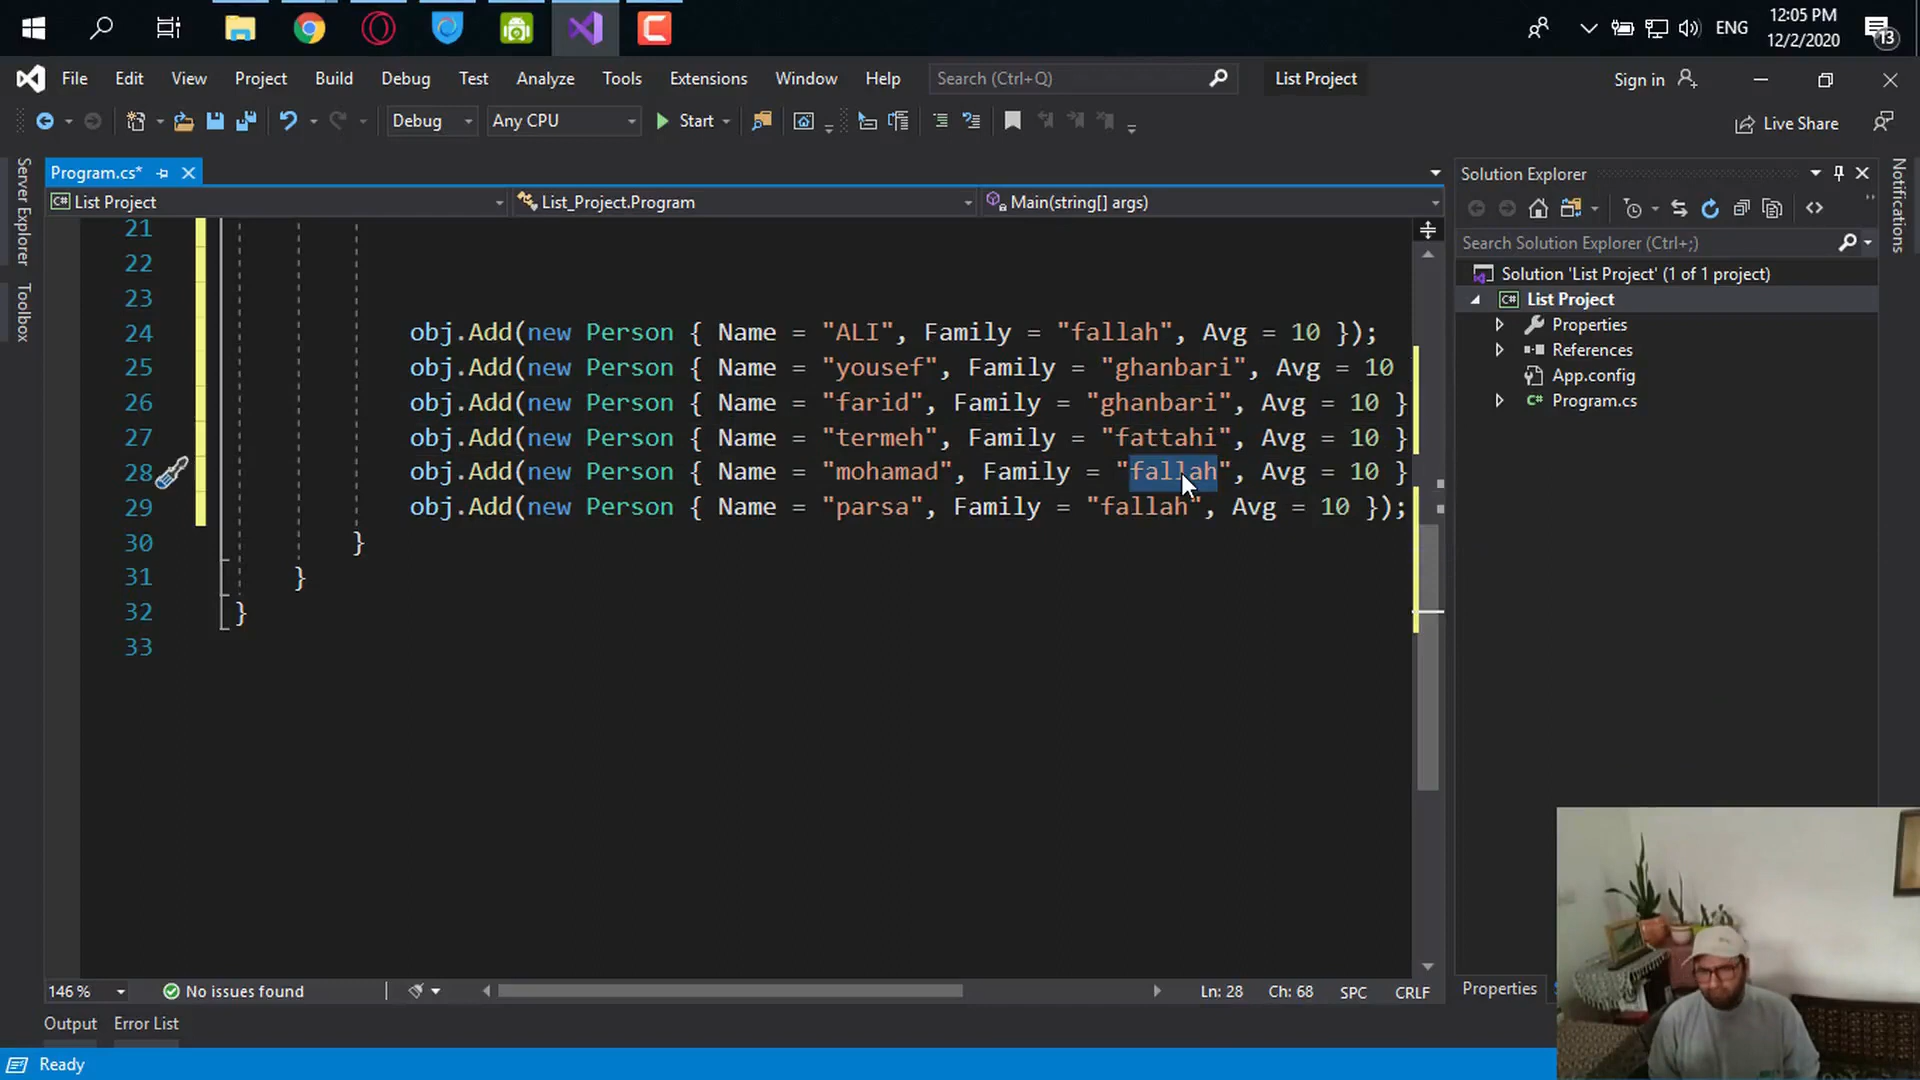 ENG
12:05 PM
12/2/2020
13
File Edit View Project Build Debug Test Analyze Tools Extensions Window Help
Search (Ctrl+Q)
List Project
Sign in
Debug
Any CPU
Start
Live Share
Server Explorer
Toolbox
Program.cs*
C# List Project
List_Project.Program
Main(string[] args)
21
22
23
24 obj.Add(new Person { Name = "ALI", Family = "fallah", Avg = 10 });
25 obj.Add(new Person { Name = "yousef", Family = "ghanbari", Avg = 10
26 obj.Add(new Person { Name = "farid", Family = "ghanbari", Avg = 10 }
27 obj.Add(new Person { Name = "termeh", Family = "fattahi", Avg = 10 }
28 obj.Add(new Person { Name = "mohamad", Family = "fallah", Avg = 10 }
29 obj.Add(new Person { Name = "parsa", Family = "fallah", Avg = 10 });
30 }
31 }
32 }
33
146 %
No issues found
Ln: 28
Ch: 68
SPC
CRLF
Output
Error List
Ready
Solution Explorer
Search Solution Explorer (Ctrl+;)
Solution 'List Project' (1 of 1 project)
C# List Project
Properties
References
App.config
C# Program.cs
Properties
Notifications